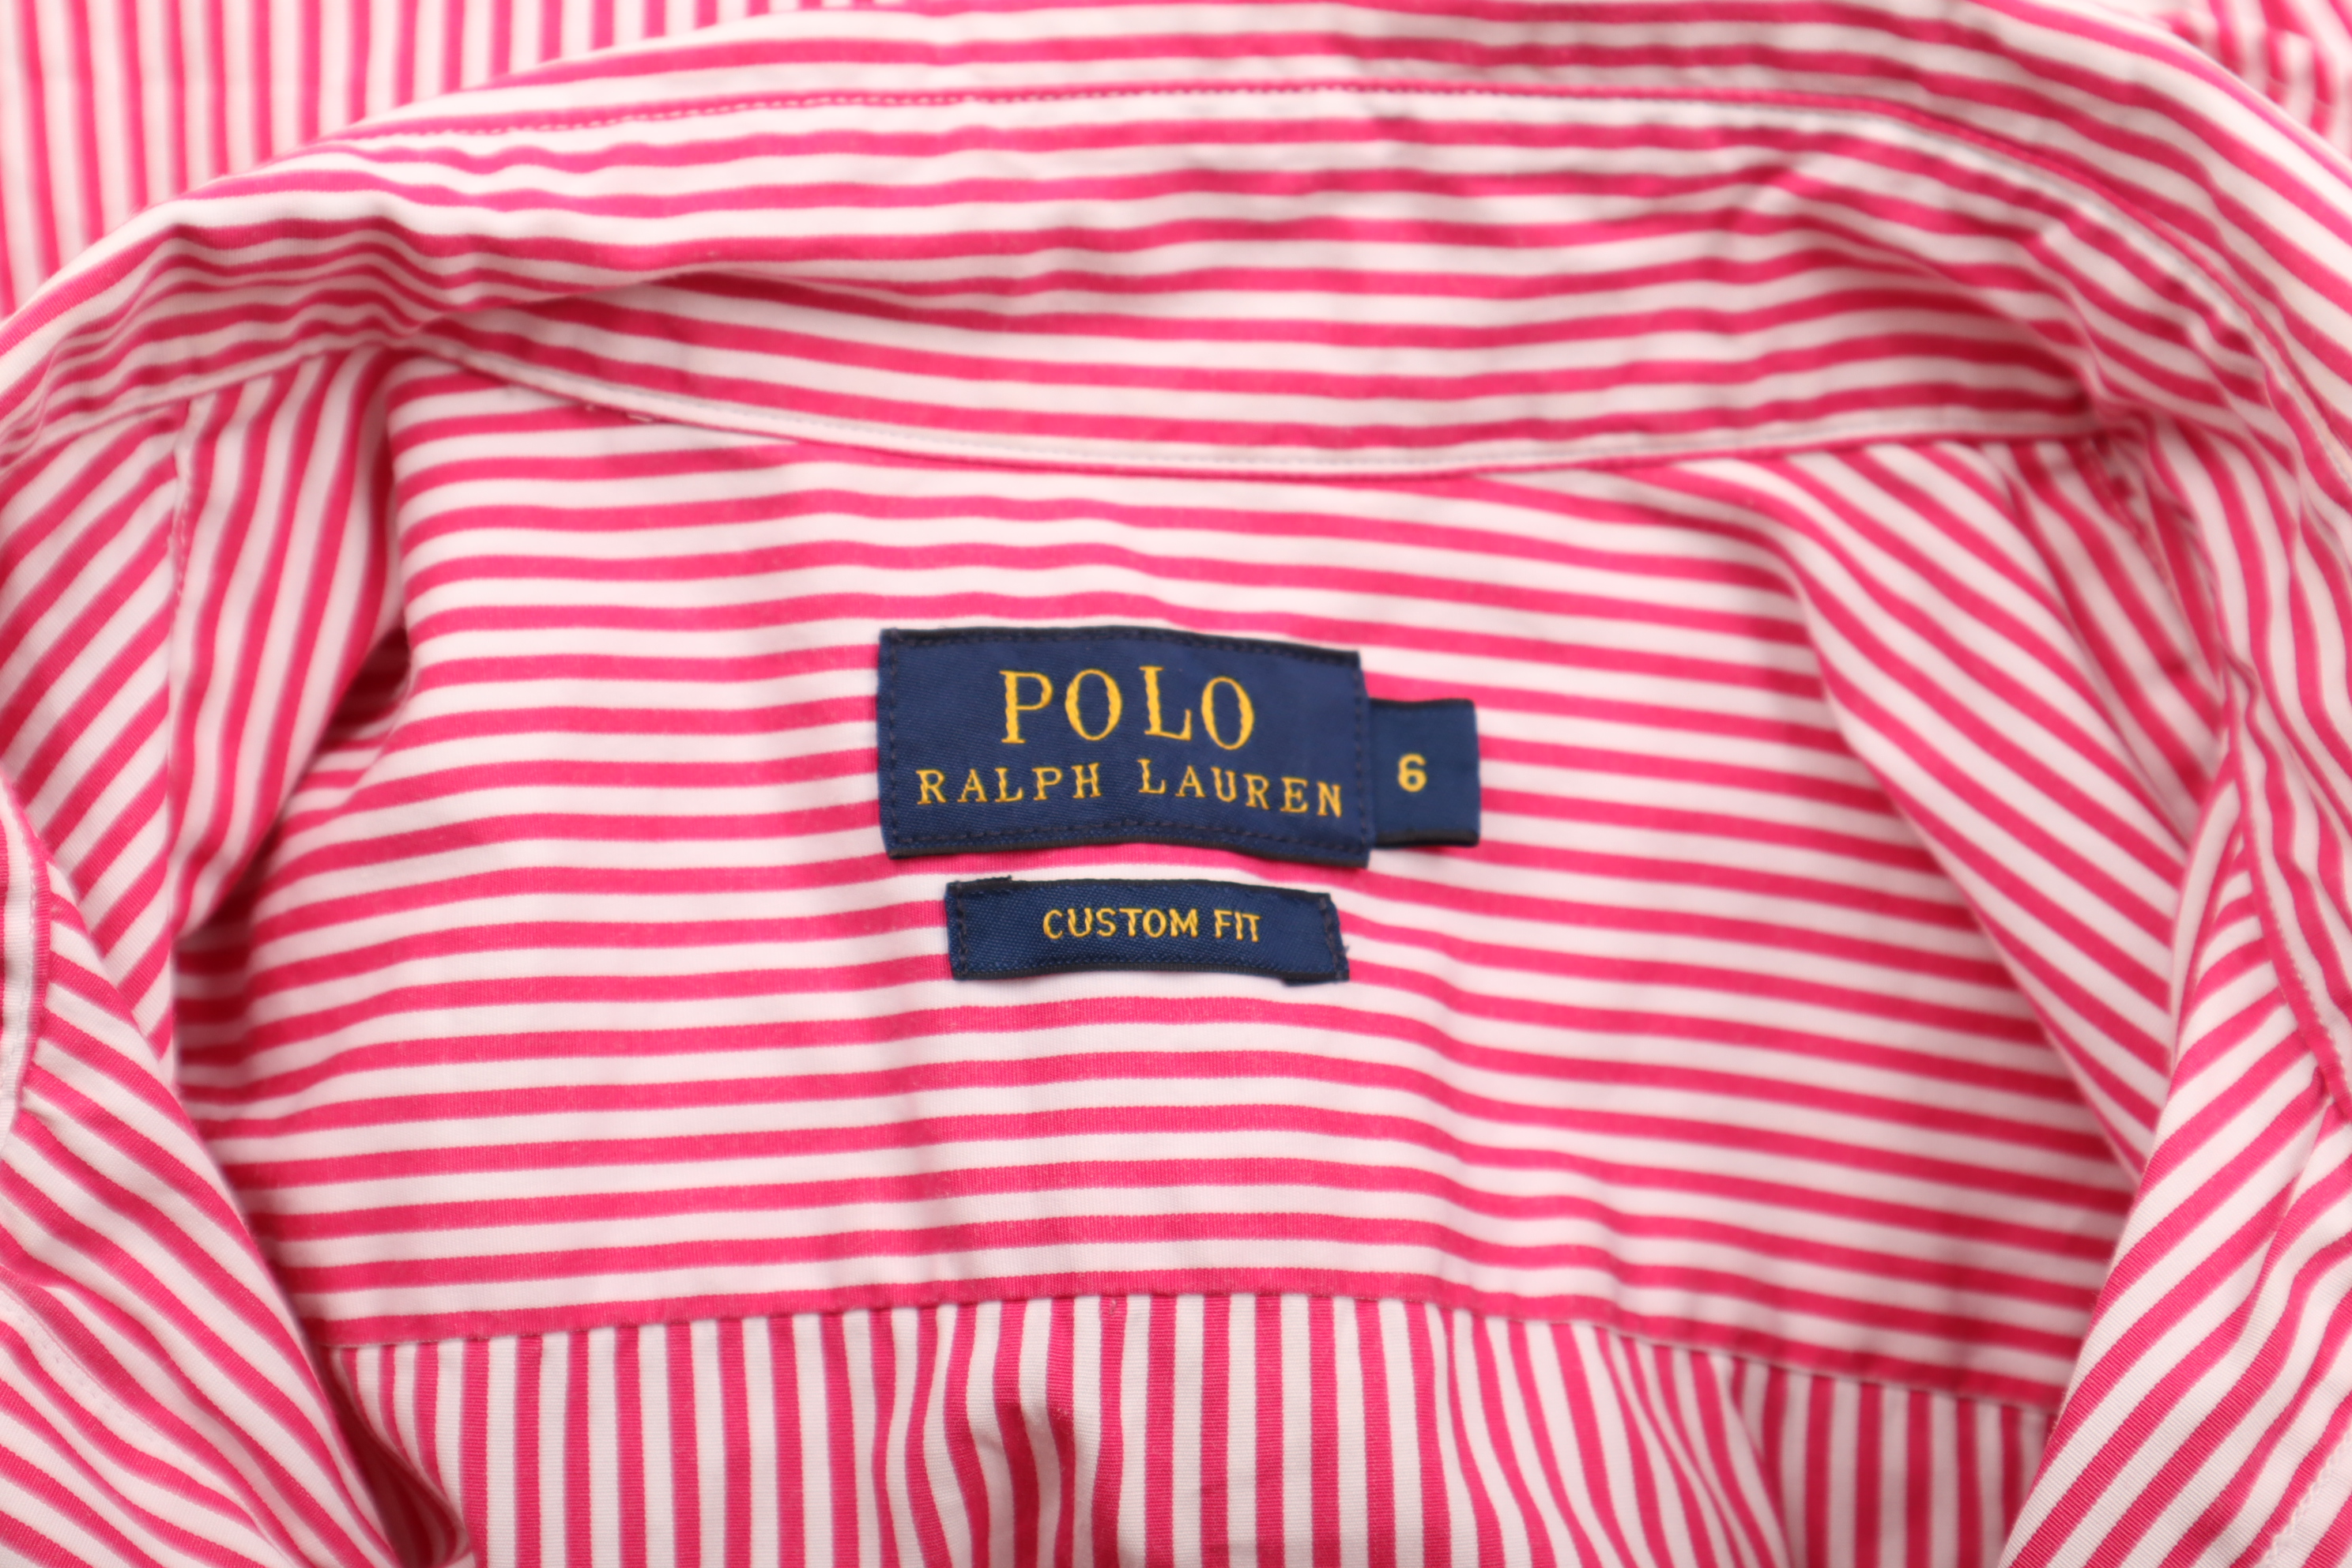 POLO
RALPH LAUREN
6
CUSTOM FIT